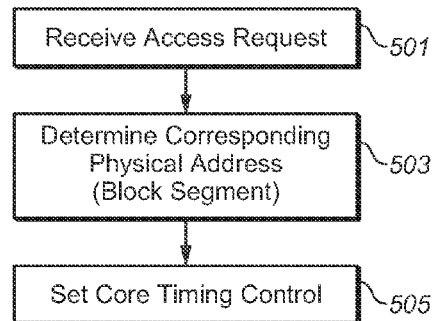 Receive Access Request
501
Determine Corresponding
Physical Address
(Block Segment)
503
Set Core Timing Control
505